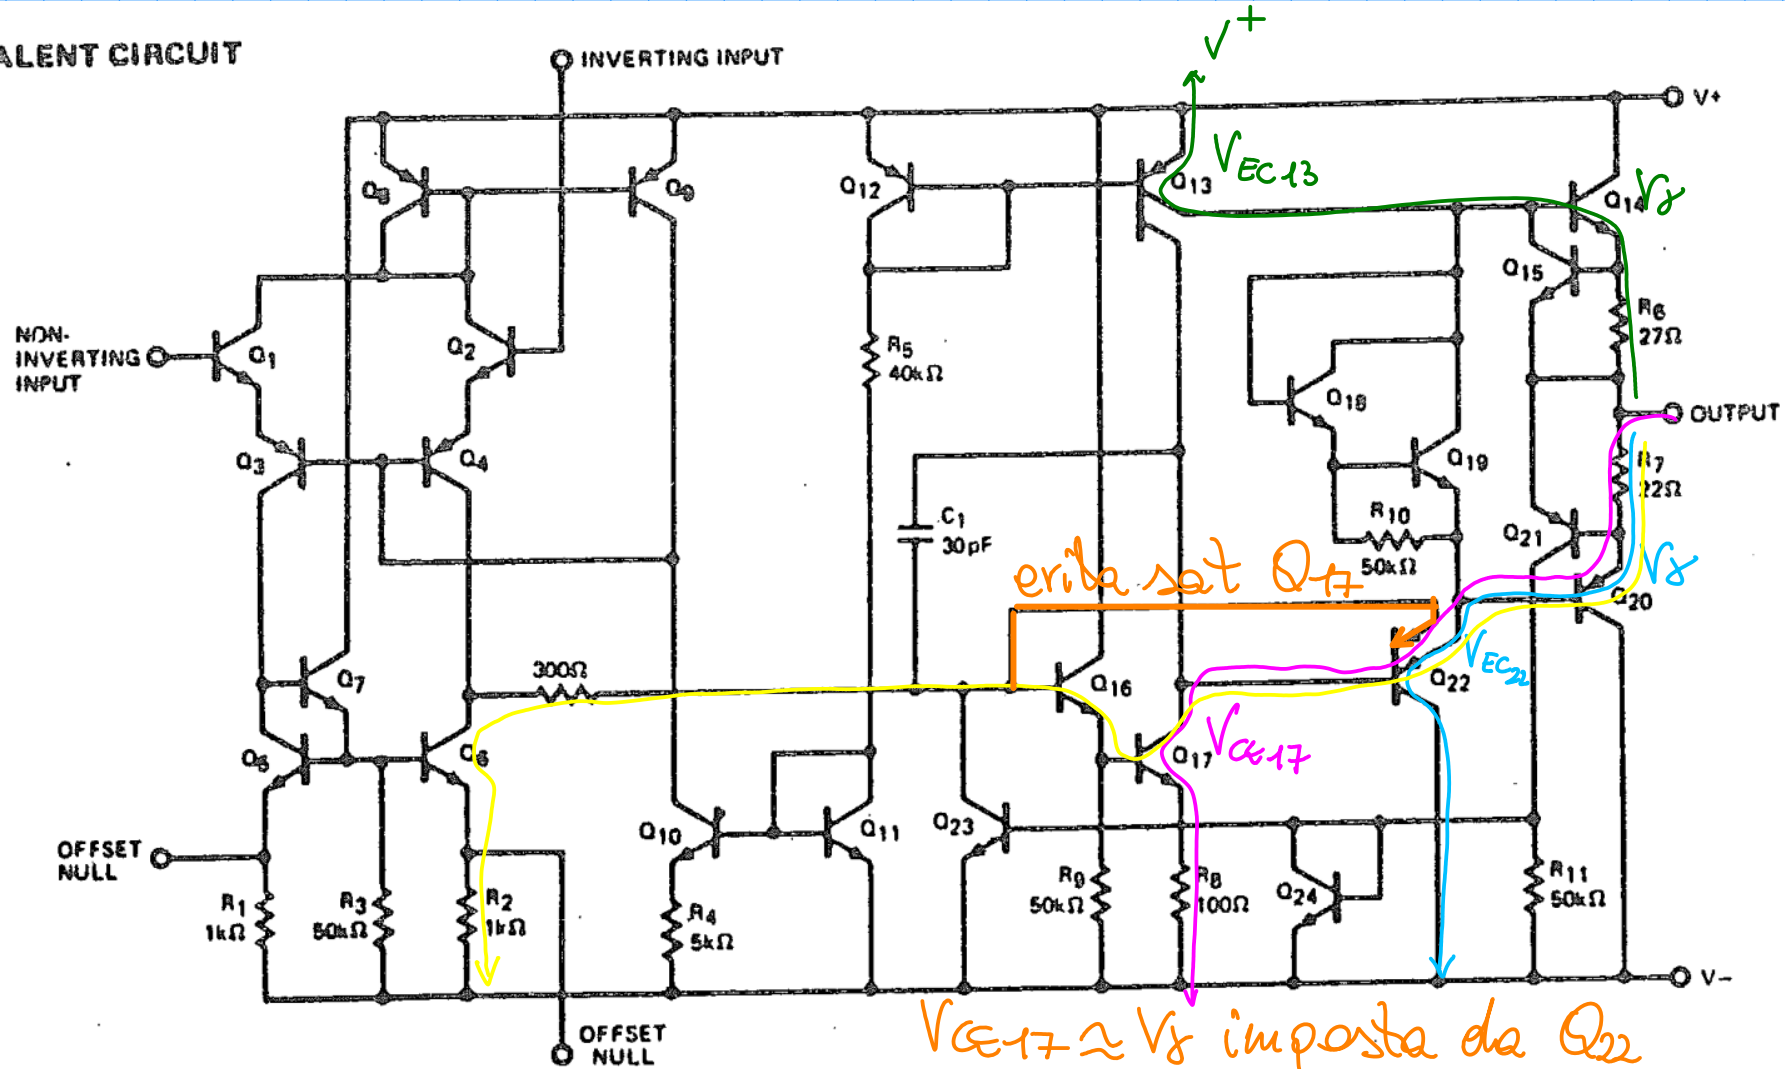 ALENT CIRCUIT
INVERTING INPUT
V+
V+
VEC13
Q8
Q9
Q12
Q13
Q14
Vγ
Q15
NON-
INVERTING
INPUT
Q1
Q2
R5
40kΩ
R6
27Ω
Q18
OUTPUT
Q3
Q4
Q19
R7
22Ω
C1
30pF
R10
50kΩ
Q21
evita sat Q17
Vγ
Q20
300Ω
Q7
Q16
VEC22
Q22
Q5
Q6
VCE17
Q17
Q10
Q11
Q23
OFFSET
NULL
R1
1kΩ
R3
50kΩ
R2
1kΩ
R4
5kΩ
R9
50kΩ
R8
100Ω
Q24
R11
50kΩ
V-
OFFSET
NULL
VCE17 ≃ Vγ imposta da Q22